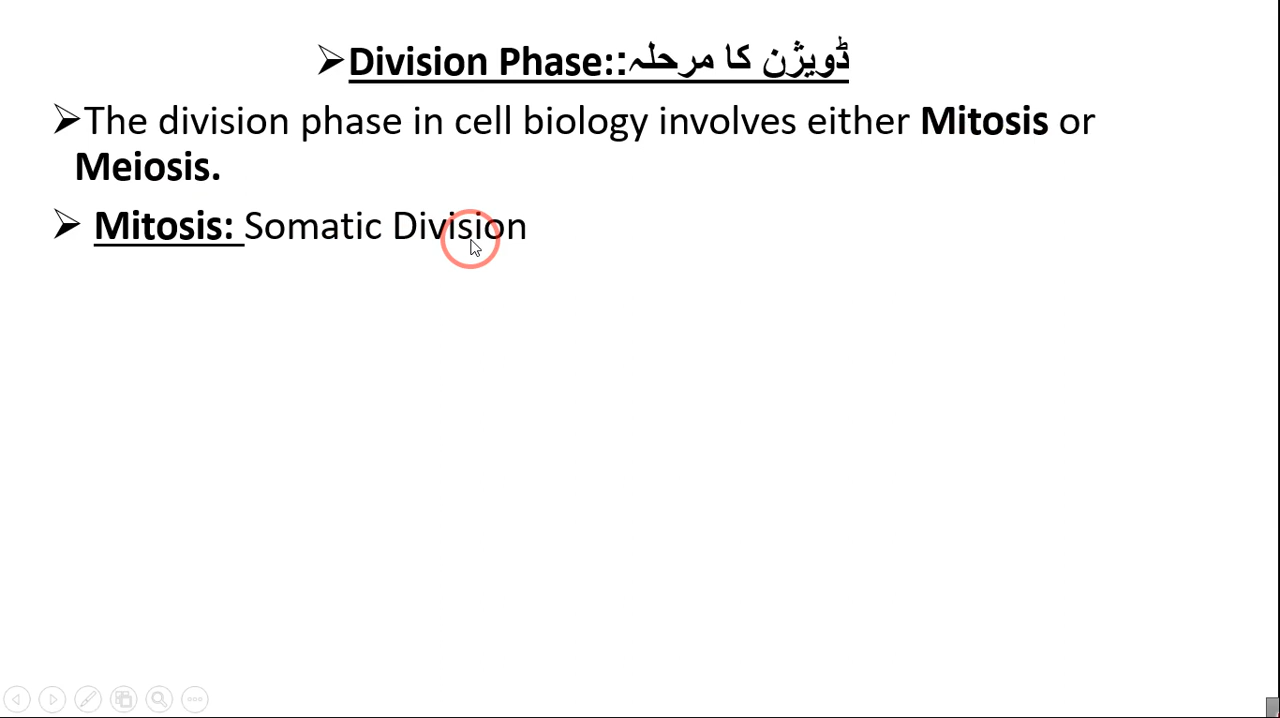 ➢Division Phase::ڈویژن کا مرحلہ
➢The division phase in cell biology involves either Mitosis or
Meiosis.
➢ Mitosis: Somatic Division